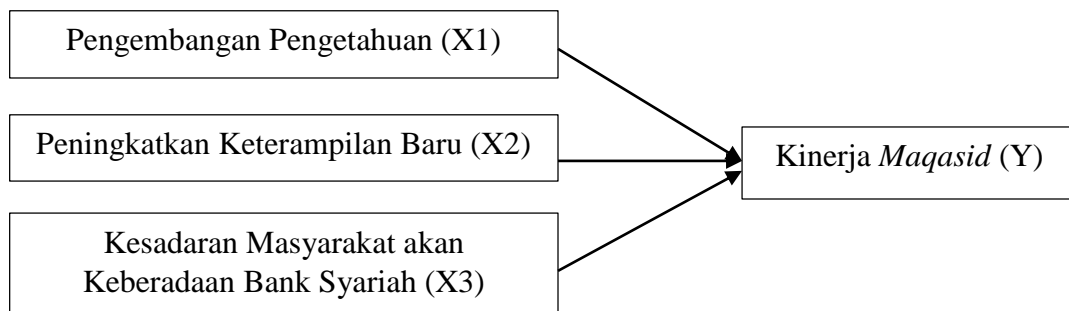 Pengembangan Pengetahuan (X1)
Peningkatkan Keterampilan Baru (X2)
Kinerja Maqasid (Y)
Kesadaran Masyarakat akan
Keberadaan Bank Syariah (X3)